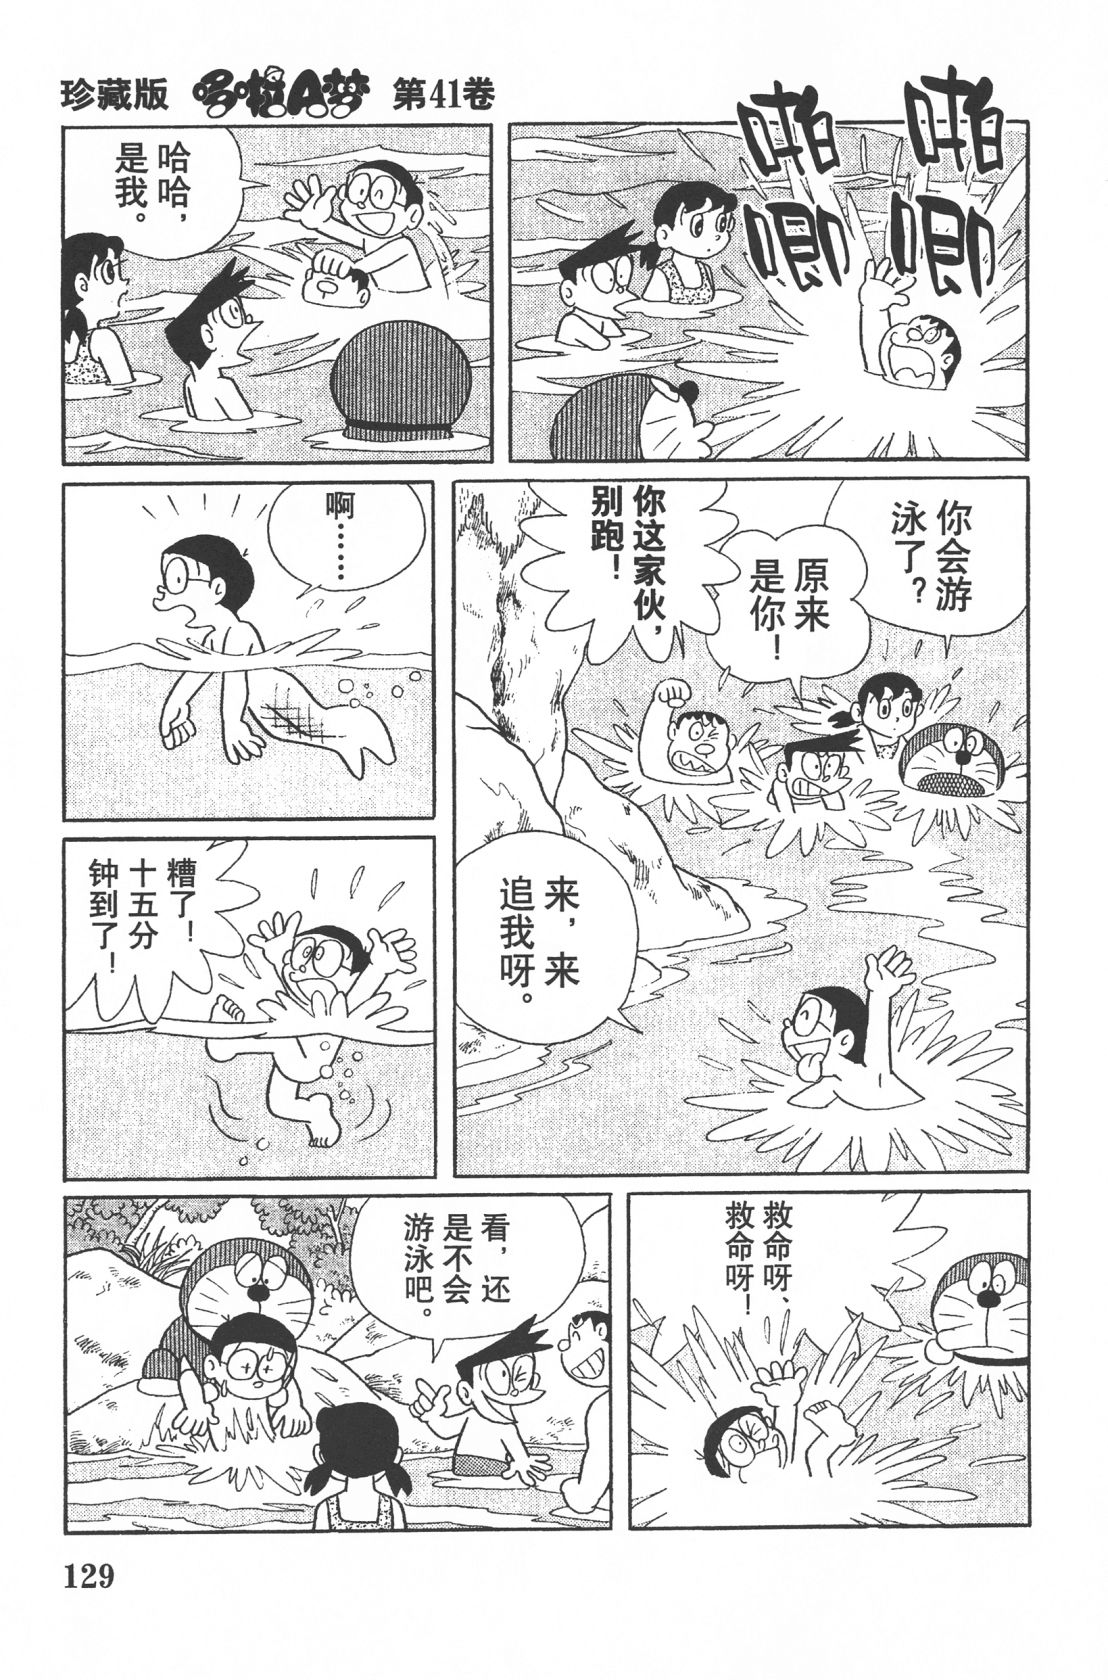 珍藏版 哆啦A梦 第41卷
啪唧
啪唧
哈哈，
是我。
你会游
泳了？
原来
是你！
你这家伙，
别跑！
来，来
追我呀。
啊……
糟了！
十五分
钟到了！
救命呀、
救命呀！
看，还
是不会
游泳吧。
129